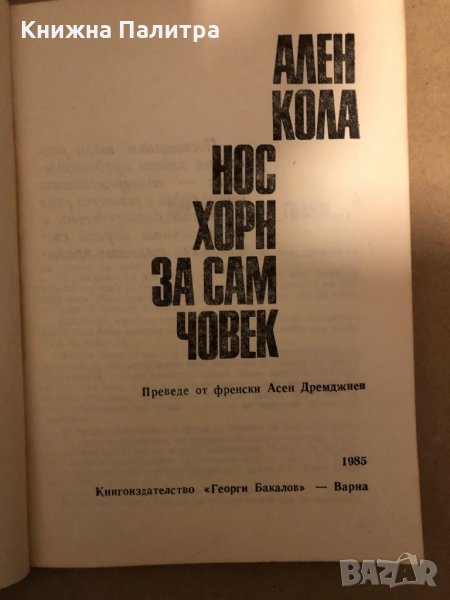 Книжна Палитра
АЛЕН
КОЛА
НОС
ХОРН
ЗА САМ
ЧОВЕК
Преведе от френски Асен Дремджиев
1985
Книгоиздателство «Георги Бакалов» — Варна
BAZAR